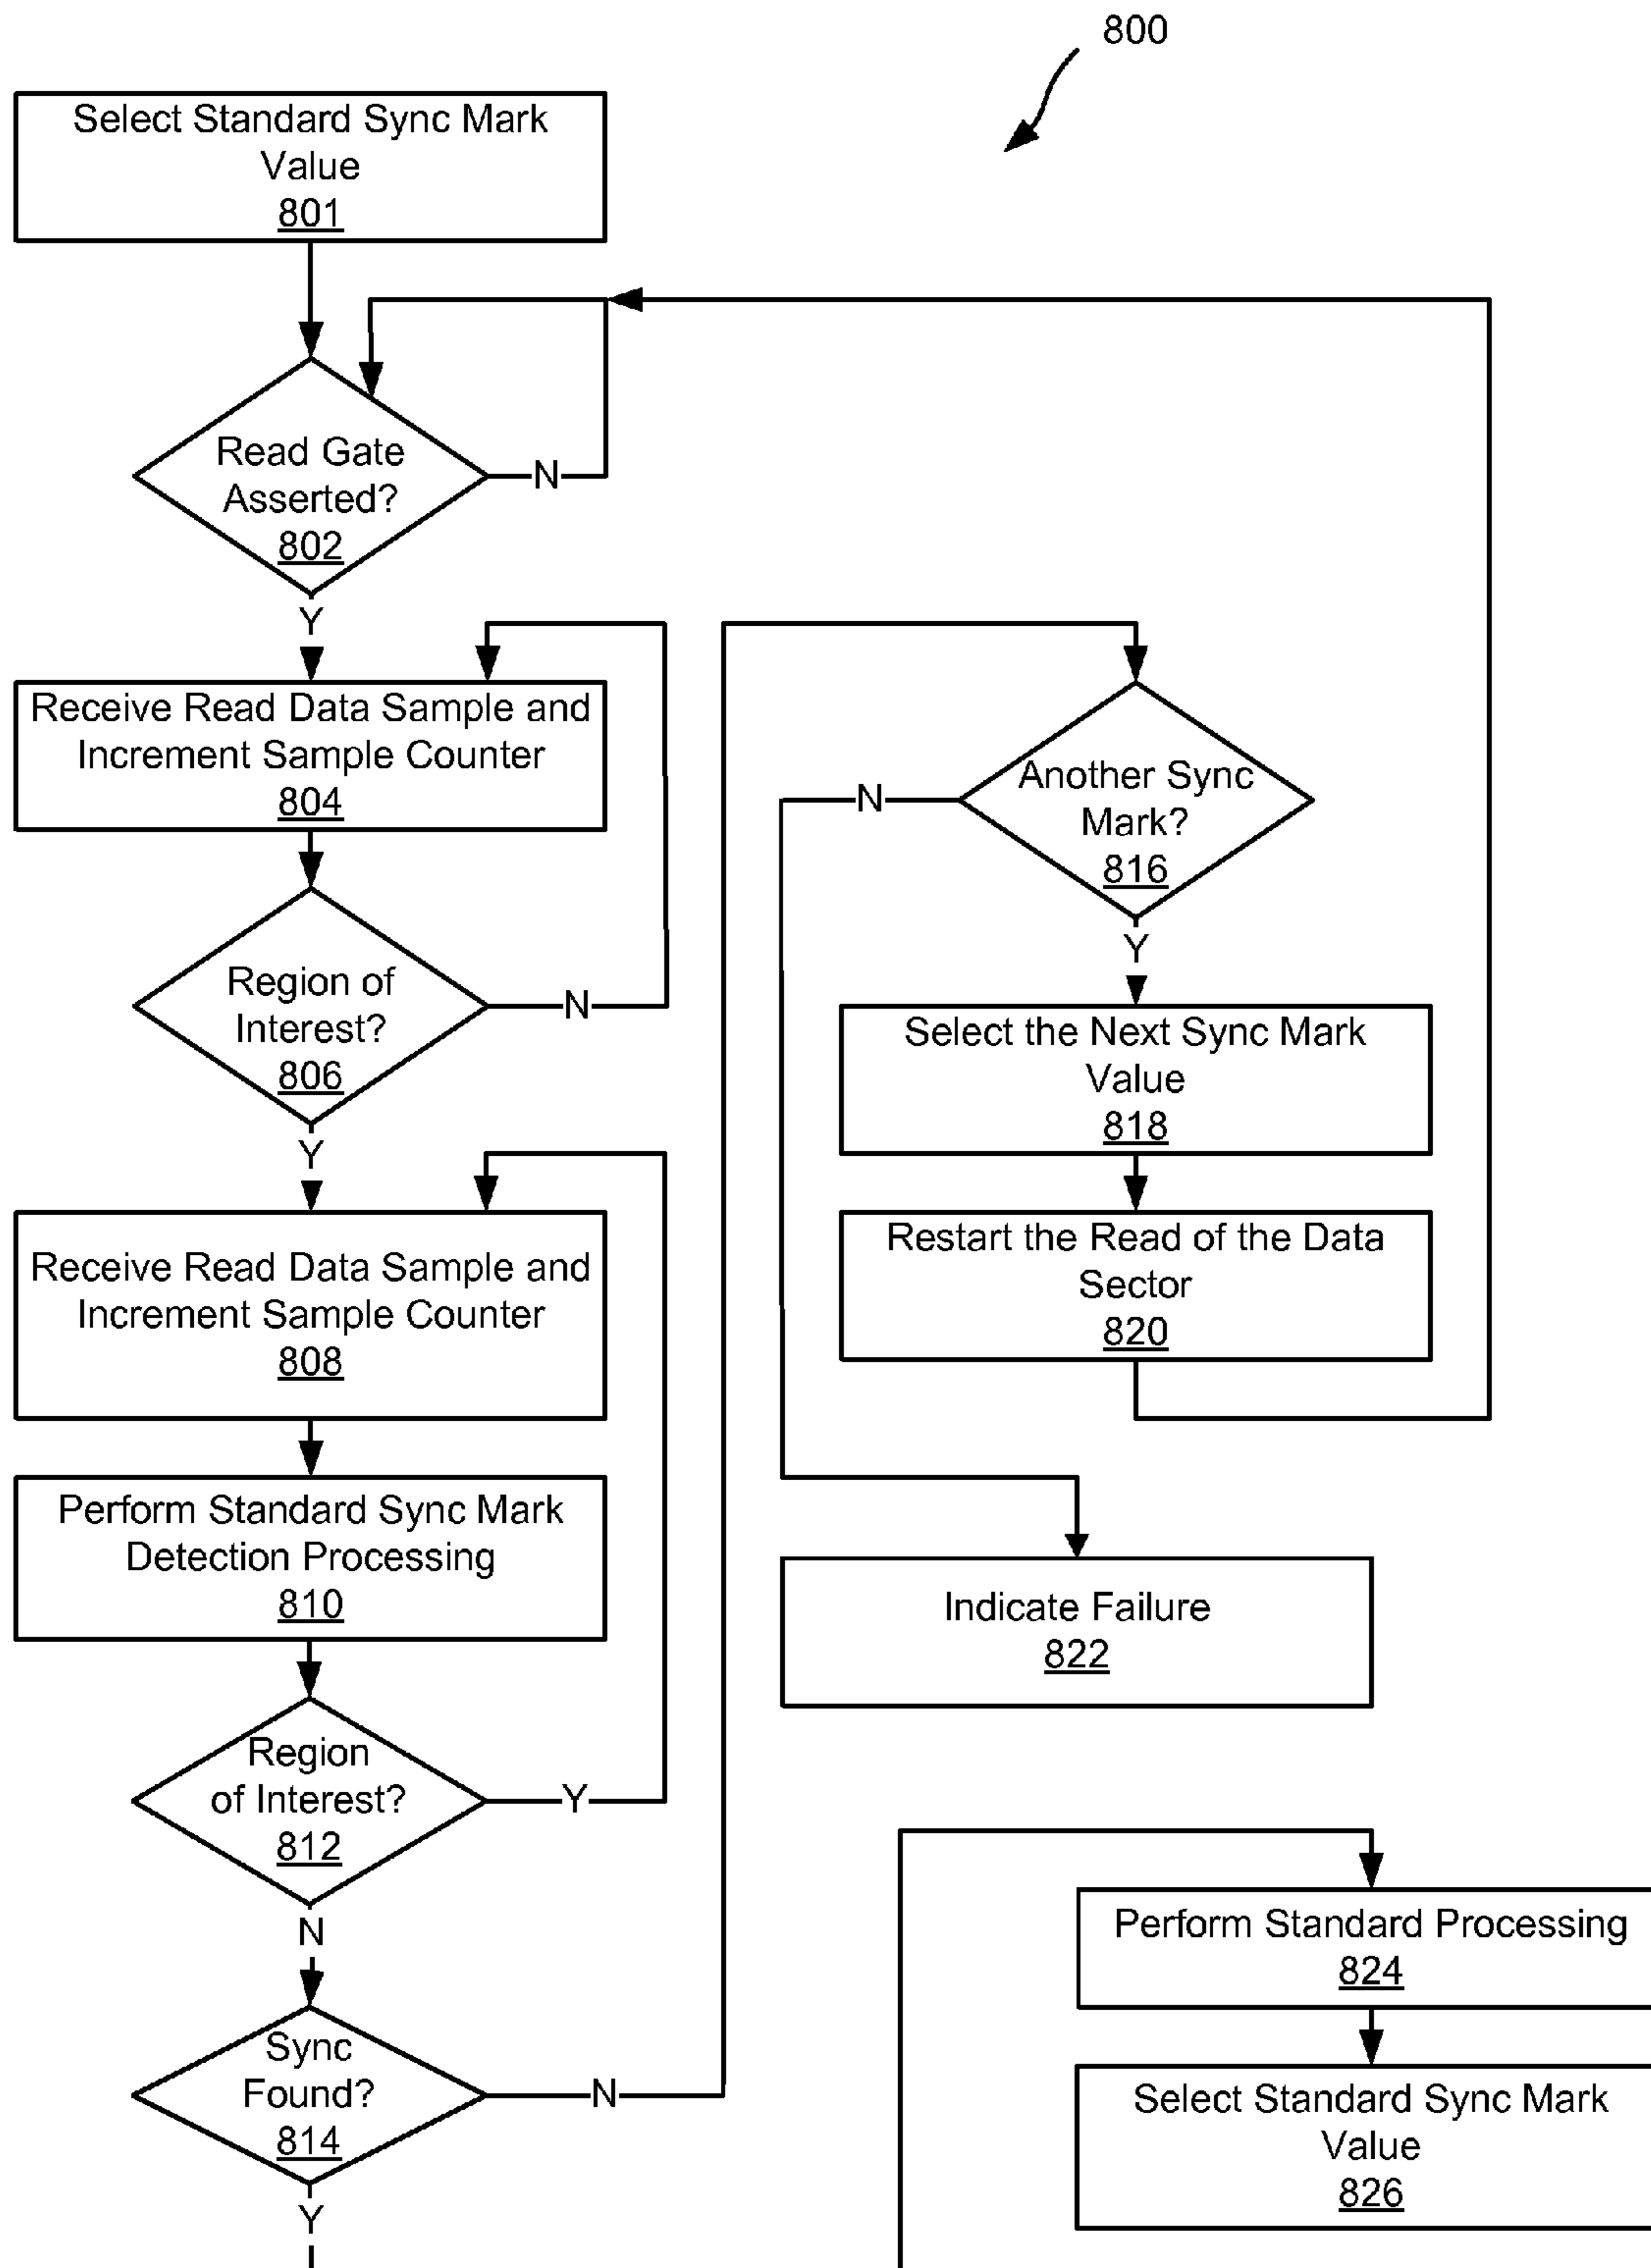 800
Select Standard Sync Mark
Value
801
Read Gate
Asserted?
802
N
Y
Receive Read Data Sample and
Increment Sample Counter
804
Region of
Interest?
806
N
Y
Receive Read Data Sample and
Increment Sample Counter
808
Perform Standard Sync Mark
Detection Processing
810
Region
of Interest?
812
Y
N
Sync
Found?
814
N
Y
Another Sync
Mark?
816
N
Y
Select the Next Sync Mark
Value
818
Restart the Read of the Data
Sector
820
Indicate Failure
822
Perform Standard Processing
824
Select Standard Sync Mark
Value
826